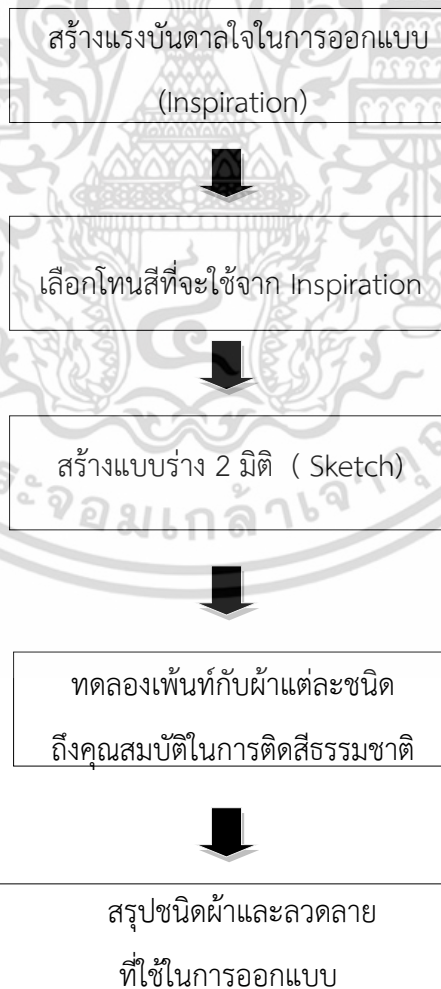 สร้างแรงบันดาลใจในการออกแบบ
(Inspiration)
เลือกโทนสีที่จะใช้จาก Inspiration
สร้างแบบร่าง 2 มิติ ( Sketch)
ทดลองเพ้นท์กับผ้าแต่ละชนิด
ถึงคุณสมบัติในการติดสีธรรมชาติ
สรุปชนิดผ้าและลวดลาย
ที่ใช้ในการออกแบบ